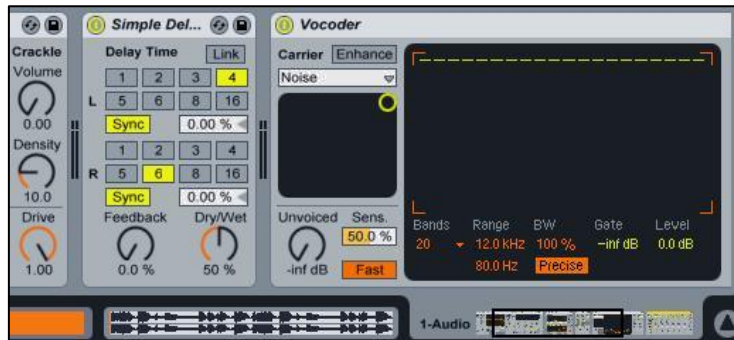 Simple Del...
Vocoder
Crackle
Volume
0.00
Density
10.0
Drive
1.00
Delay Time
Link
1 2 3 4
L 5 6 8 16
Sync 0.00 %
1 2 3 4
R 5 6 8 16
Sync 0.00 %
Feedback Dry/Wet
0.0 % 50 %
Carrier Enhance
Noise
Unvoiced Sens.
50.0 %
-inf dB Fast
Bands Range BW Gate Level
20 12.0 kHz 100 % -inf dB 0.0 dB
80.0 Hz Precise
1-Audio